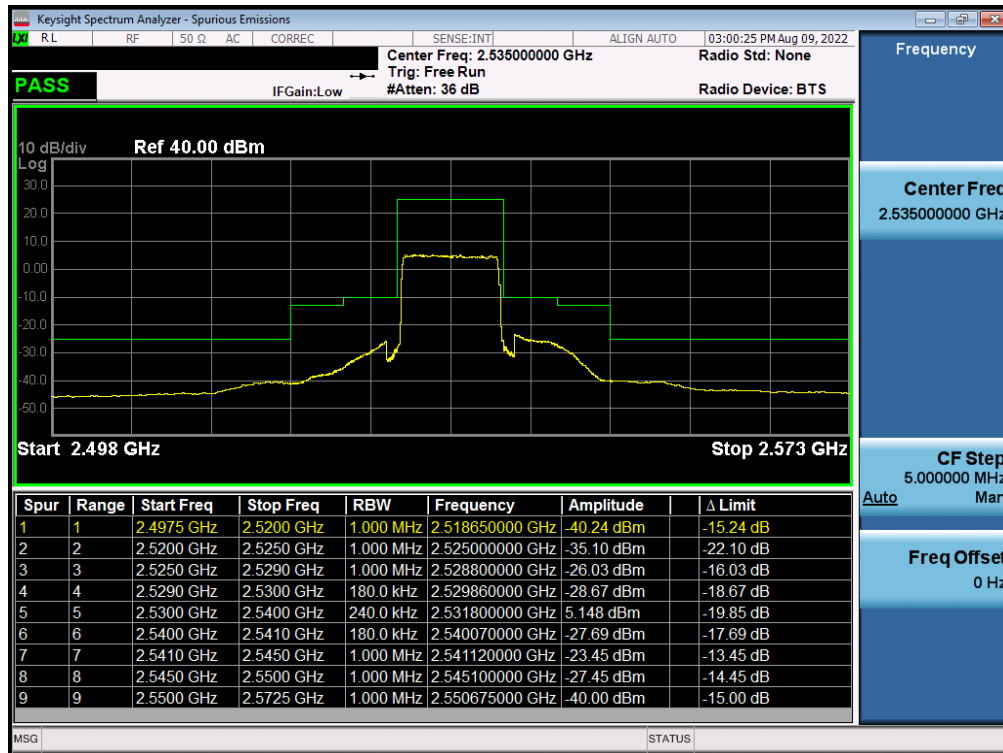 Keysight Spectrum Analyzer - Spurious Emissions
LXI RL RF 50 Ω AC CORREC SENSE:INT ALIGN AUTO 03:00:25 PM Aug 09, 2022
Center Freq: 2.535000000 GHz Radio Std: None
Trig: Free Run
PASS IFGain:Low #Atten: 36 dB Radio Device: BTS
10 dB/div Ref 40.00 dBm
Log
30.0
20.0
10.0
0.00
-10.0
-20.0
-30.0
-40.0
-50.0
Start 2.498 GHz Stop 2.573 GHz
Spur Range Start Freq Stop Freq RBW Frequency Amplitude Δ Limit
1 1 2.4975 GHz 2.5200 GHz 1.000 MHz 2.518650000 GHz -40.24 dBm -15.24 dB
2 2 2.5200 GHz 2.5250 GHz 1.000 MHz 2.525000000 GHz -35.10 dBm -22.10 dB
3 3 2.5250 GHz 2.5290 GHz 1.000 MHz 2.528800000 GHz -26.03 dBm -16.03 dB
4 4 2.5290 GHz 2.5300 GHz 180.0 kHz 2.529860000 GHz -28.67 dBm -18.67 dB
5 5 2.5300 GHz 2.5400 GHz 240.0 kHz 2.531800000 GHz 5.148 dBm -19.85 dB
6 6 2.5400 GHz 2.5410 GHz 180.0 kHz 2.540070000 GHz -27.69 dBm -17.69 dB
7 7 2.5410 GHz 2.5450 GHz 1.000 MHz 2.541120000 GHz -23.45 dBm -13.45 dB
8 8 2.5450 GHz 2.5500 GHz 1.000 MHz 2.545100000 GHz -27.45 dBm -14.45 dB
9 9 2.5500 GHz 2.5725 GHz 1.000 MHz 2.550675000 GHz -40.00 dBm -15.00 dB
MSG STATUS
Frequency
Center Freq
2.535000000 GHz
CF Step
5.000000 MHz
Auto Man
Freq Offset
0 Hz